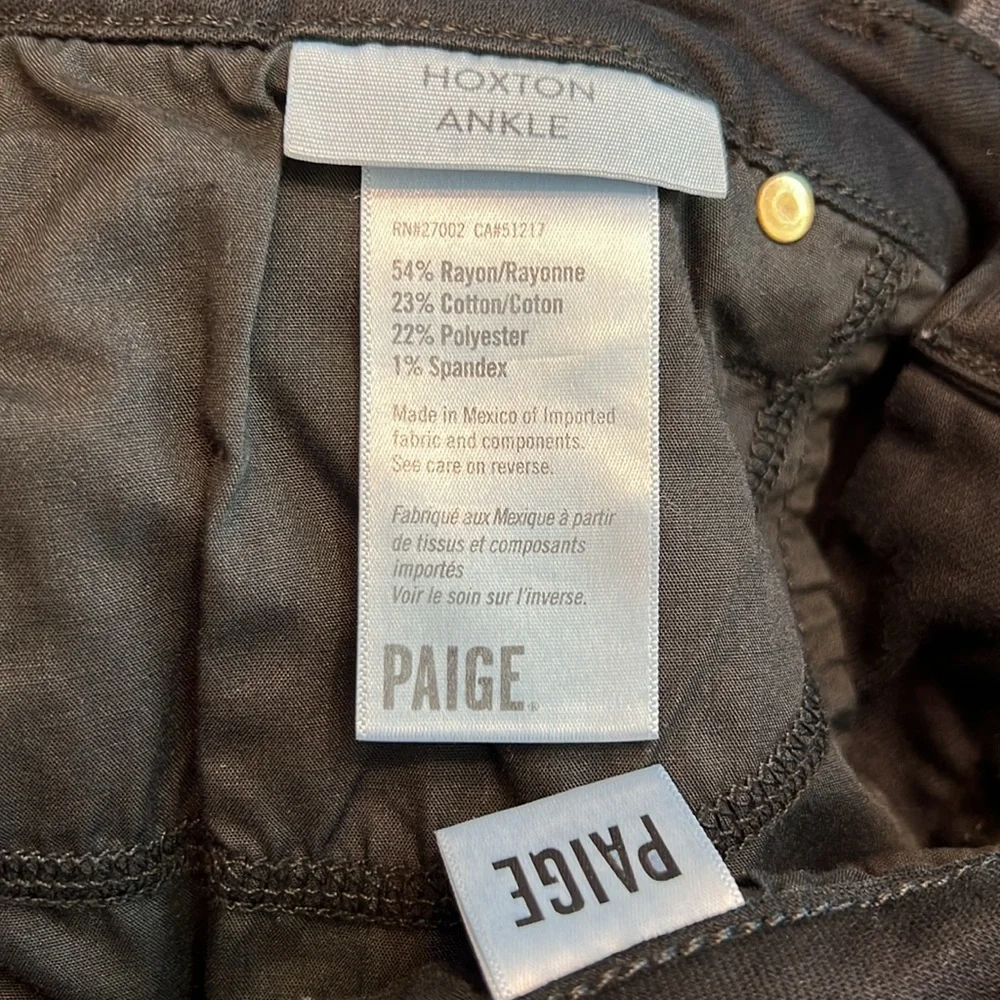 HOXTON
ANKLE
RN#27002 CA#51217
54% Rayon/Rayonne
23% Cotton/Coton
22% Polyester
1% Spandex
Made in Mexico of Imported
fabric and components.
See care on reverse.
Fabriqué aux Mexique à partir
de tissus et composants
importés
Voir le soin sur l'inverse.
PAIGE®
PAIGE